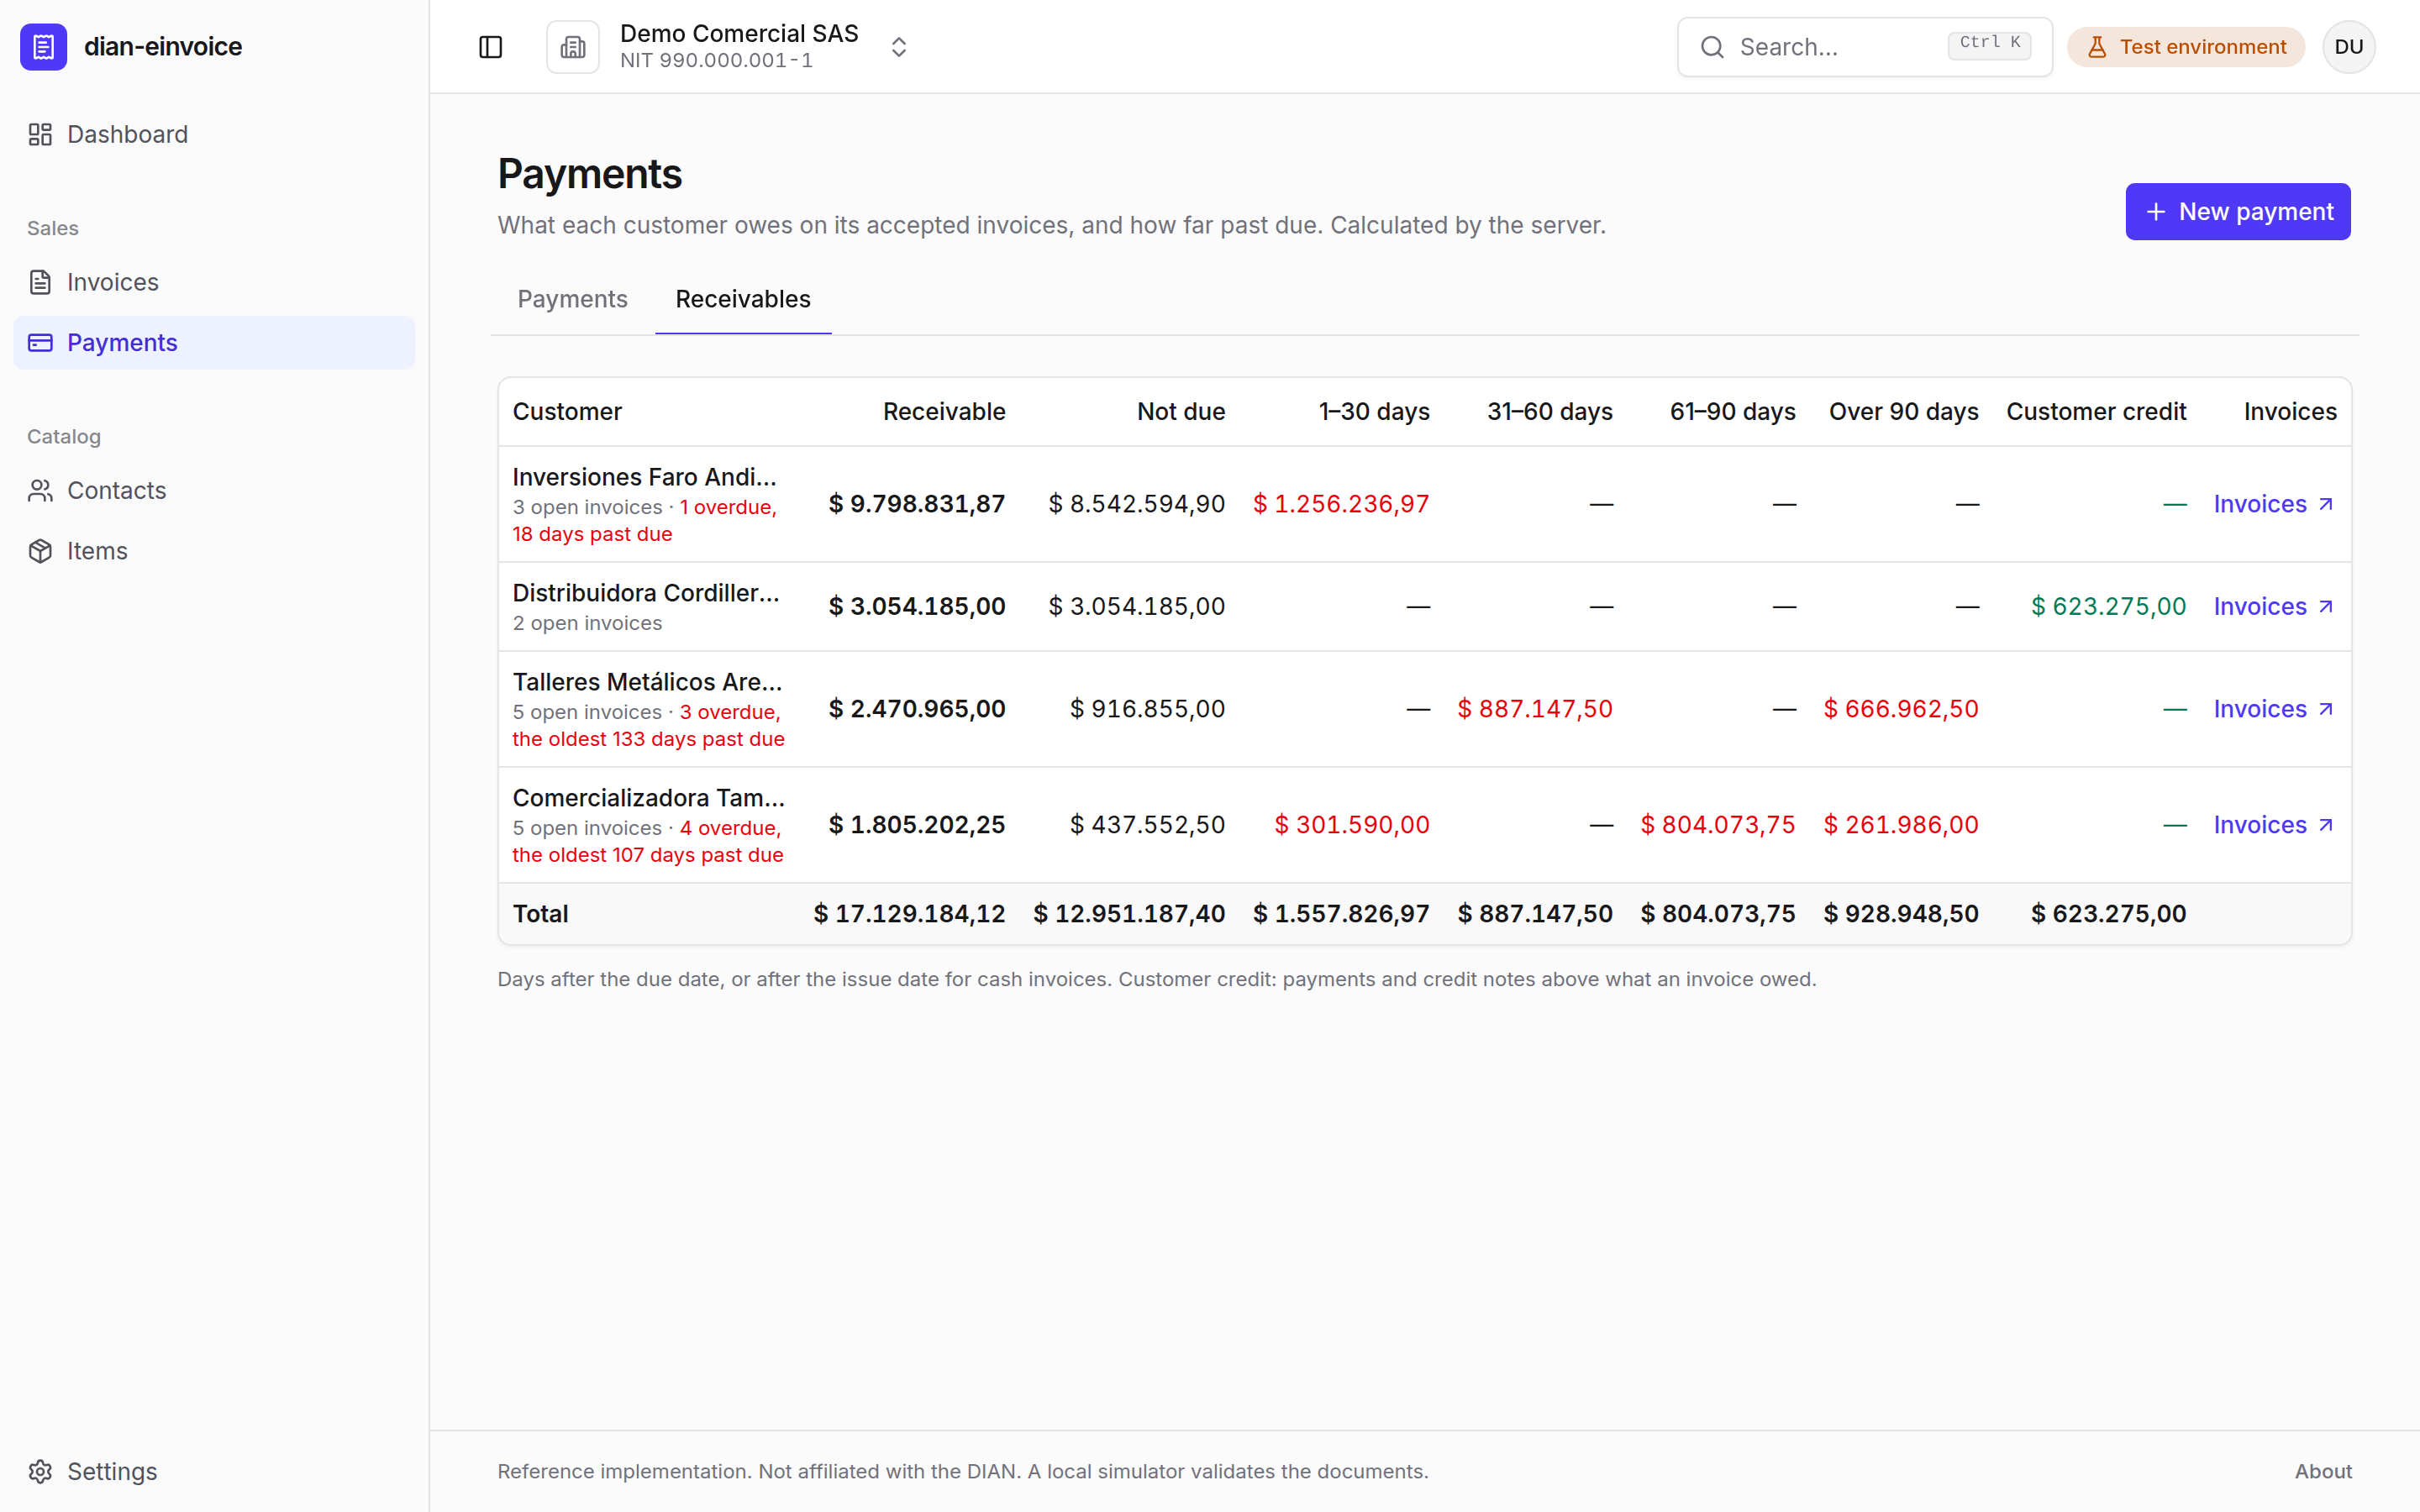 dian-einvoice
Demo Comercial SAS
NIT 990.000.001-1
Search...
Ctrl K
Test environment
DU
Dashboard
Sales
Invoices
Payments
Catalog
Contacts
Items
Settings
Payments
What each customer owes on its accepted invoices, and how far past due. Calculated by the server.
New payment
Payments
Receivables
Customer Receivable Not due 1–30 days 31–60 days 61–90 days Over 90 days Customer credit Invoices
Inversiones Faro Andi...
3 open invoices · 1 overdue,
18 days past due
$ 9.798.831,87 $ 8.542.594,90 $ 1.256.236,97 — — — — Invoices
Distribuidora Cordiller...
2 open invoices
$ 3.054.185,00 $ 3.054.185,00 — — — — $ 623.275,00 Invoices
Talleres Metálicos Are...
5 open invoices · 3 overdue,
the oldest 133 days past due
$ 2.470.965,00 $ 916.855,00 — $ 887.147,50 — $ 666.962,50 — Invoices
Comercializadora Tam...
5 open invoices · 4 overdue,
the oldest 107 days past due
$ 1.805.202,25 $ 437.552,50 $ 301.590,00 — $ 804.073,75 $ 261.986,00 — Invoices
Total $ 17.129.184,12 $ 12.951.187,40 $ 1.557.826,97 $ 887.147,50 $ 804.073,75 $ 928.948,50 $ 623.275,00
Days after the due date, or after the issue date for cash invoices. Customer credit: payments and credit notes above what an invoice owed.
Reference implementation. Not affiliated with the DIAN. A local simulator validates the documents.
About